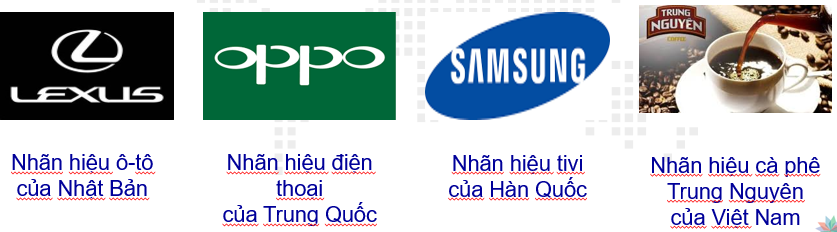 LEXUS
oppo
SAMSUNG
TRUNG
NGUYÊN
COFFEE
Nhãn hiệu ô-tô
của Nhật Bản
Nhãn hiệu điện
thoai
của Trung Quốc
Nhãn hiệu tivi
của Hàn Quốc
Nhãn hiệu cà phê
Trung Nguyên
của Việt Nam